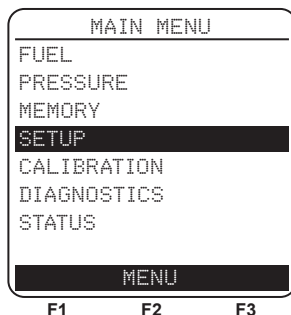 MAIN MENU
FUEL
PRESSURE
MEMORY
SETUP
CALIBRATION
DIAGNOSTICS
STATUS
MENU
F1 F2 F3